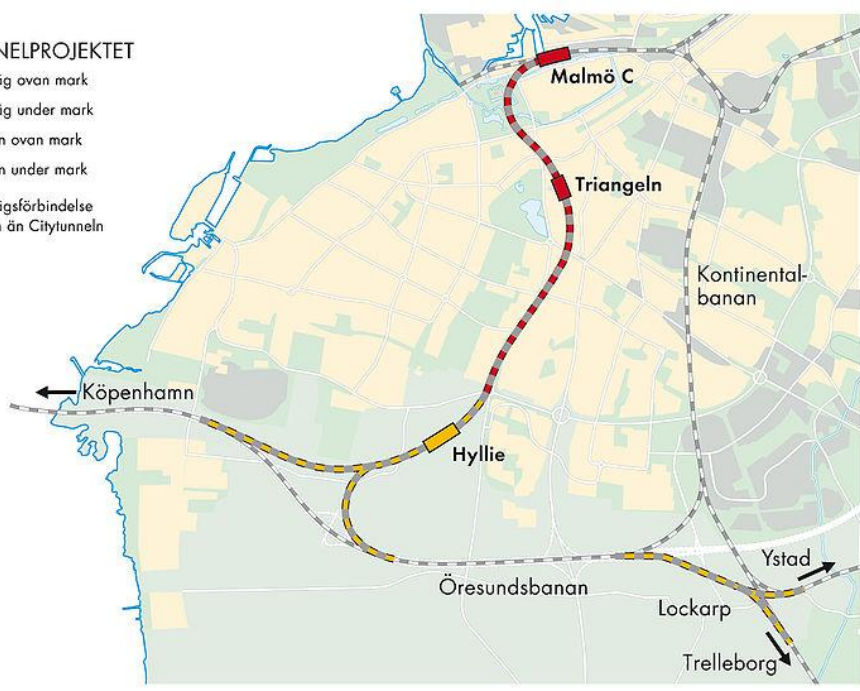 NELPROJEKTET
ig ovan mark
ig under mark
n ovan mark
n under mark
igsförbindelse
n än Citytunneln
Malmö C
Triangeln
Kontinental-
banan
Köpenhamn
Hyllie
Öresundsbanan
Ystad
Lockarp
Trelleborg